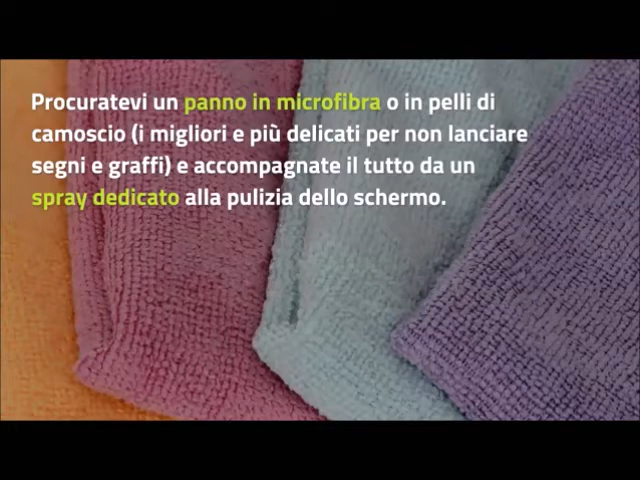 Procuratevi un panno in microfibra o in pelli di
camoscio (i migliori e più delicati per non lanciare
segni e graffi) e accompagnate il tutto da un
spray dedicato alla pulizia dello schermo.